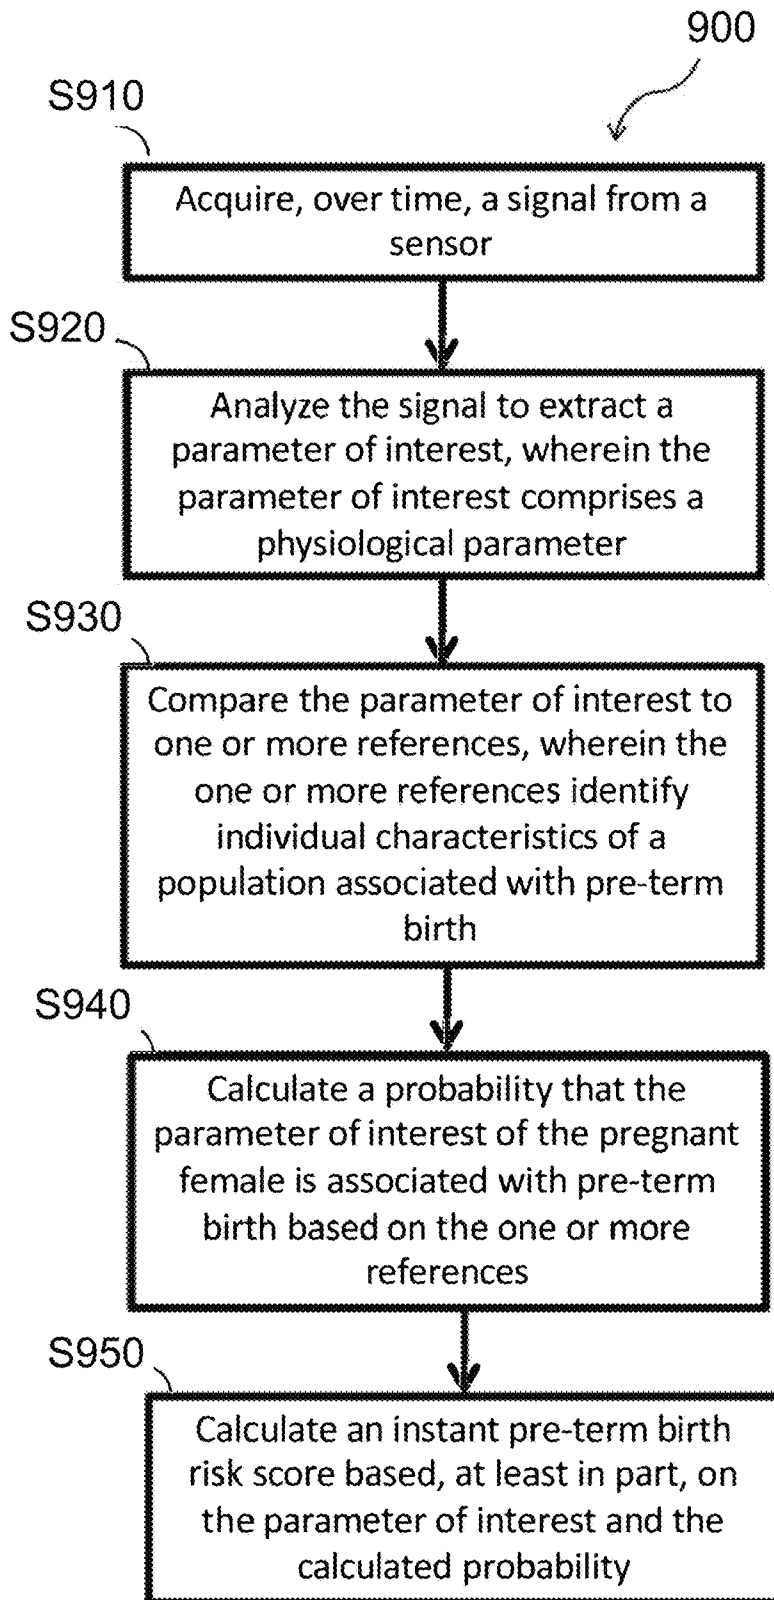 900
S910
Acquire, over time, a signal from a
sensor
S920
Analyze the signal to extract a
parameter of interest, wherein the
parameter of interest comprises a
physiological parameter
S930
Compare the parameter of interest to
one or more references, wherein the
one or more references identify
individual characteristics of a
population associated with pre-term
birth
S940
Calculate a probability that the
parameter of interest of the pregnant
female is associated with pre-term
birth based on the one or more
references
S950
Calculate an instant pre-term birth
risk score based, at least in part, on
the parameter of interest and the
calculated probability